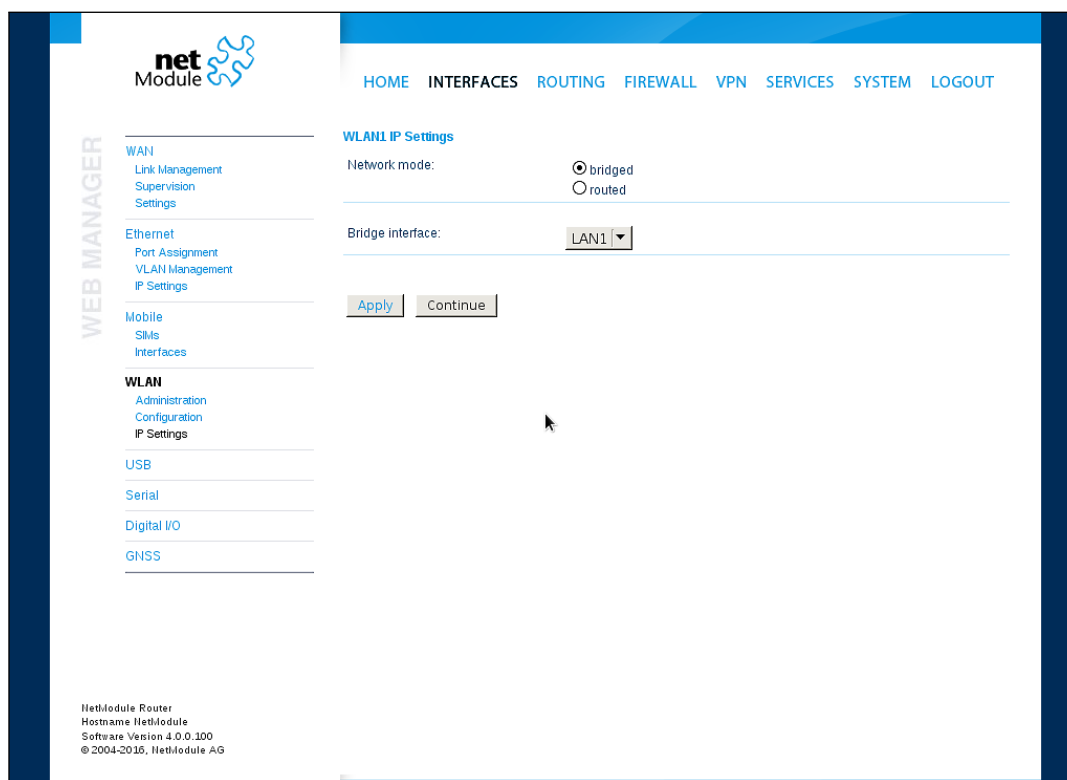 net
Module
HOME INTERFACES ROUTING FIREWALL VPN SERVICES SYSTEM LOGOUT
WEB MANAGER
WAN
Link Management
Supervision
Settings
Ethernet
Port Assignment
VLAN Management
IP Settings
Mobile
SIMs
Interfaces
WLAN
Administration
Configuration
IP Settings
USB
Serial
Digital I/O
GNSS
WLAN1 IP Settings
Network mode:
bridged
routed
Bridge interface:
LAN1
Apply Continue
NetModule Router
Hostname NetModule
Software Version 4.0.0.100
© 2004-2016, NetModule AG